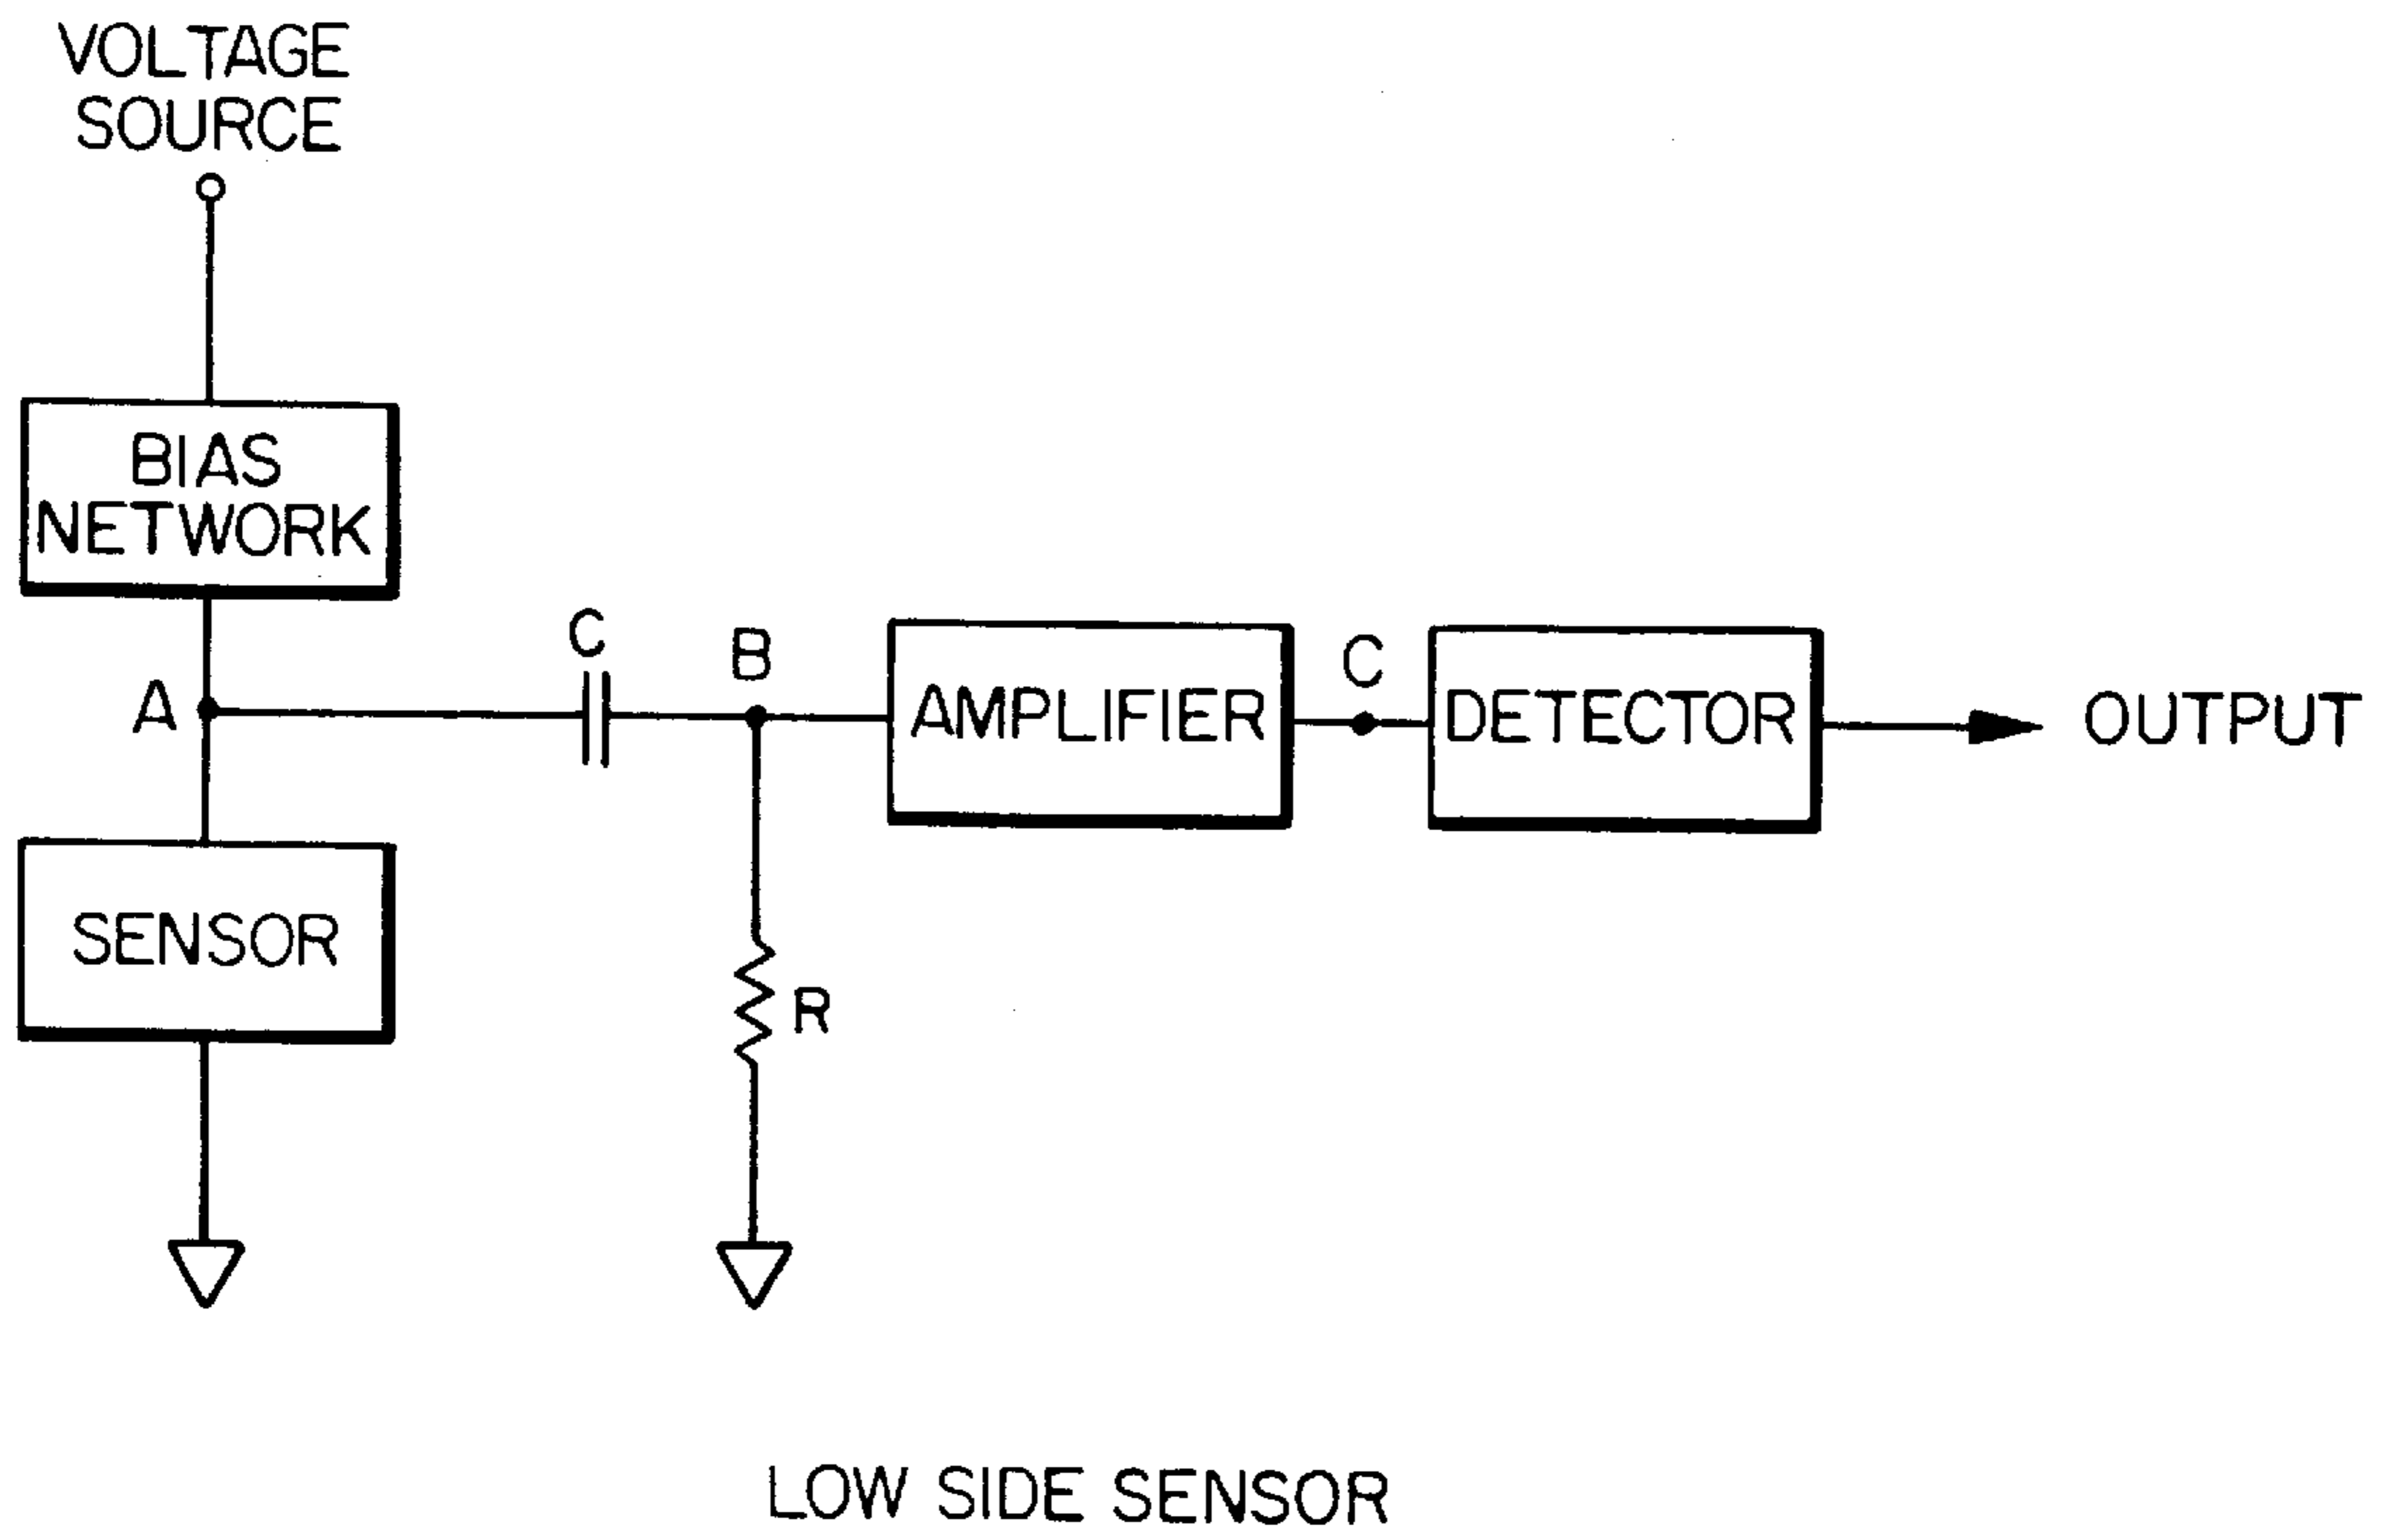 VOLTAGE
SOURCE
BIAS
NETWORK
A
C
B
AMPLIFIER
C
DETECTOR
OUTPUT
SENSOR
R
LOW SIDE SENSOR